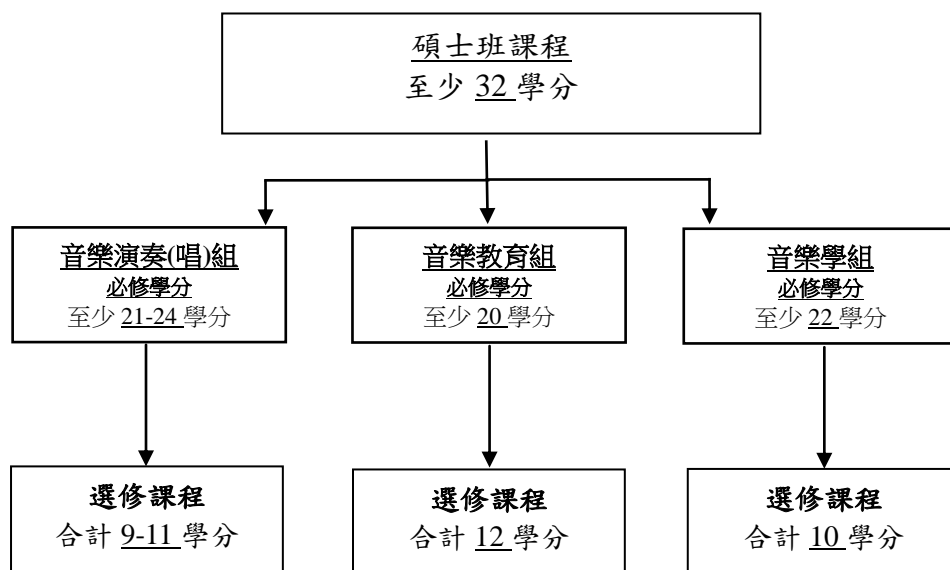 碩士班課程
至少 32 學分
音樂演奏(唱)組
必修學分
至少 21-24 學分
音樂教育組
必修學分
至少 20 學分
音樂學組
必修學分
至少 22 學分
選修課程
合計 9-11 學分
選修課程
合計 12 學分
選修課程
合計 10 學分